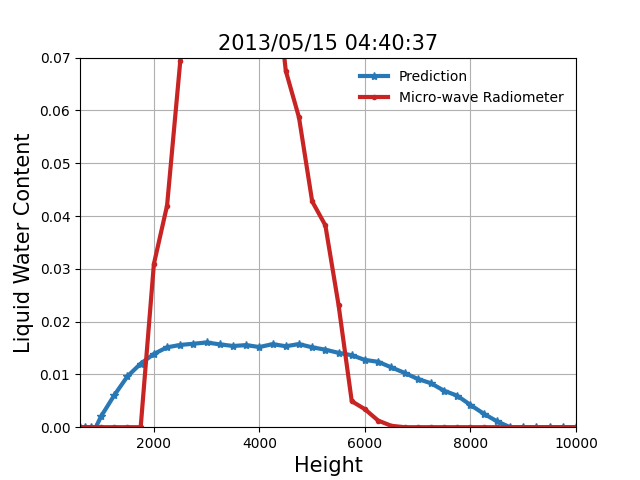 2013/05/15 04:40:37
0.07
0.06
0.05
0.04
0.03
0.02
0.01
0.00
Liquid Water Content
Prediction
Micro-wave Radiometer
2000 4000 6000 8000 10000
Height